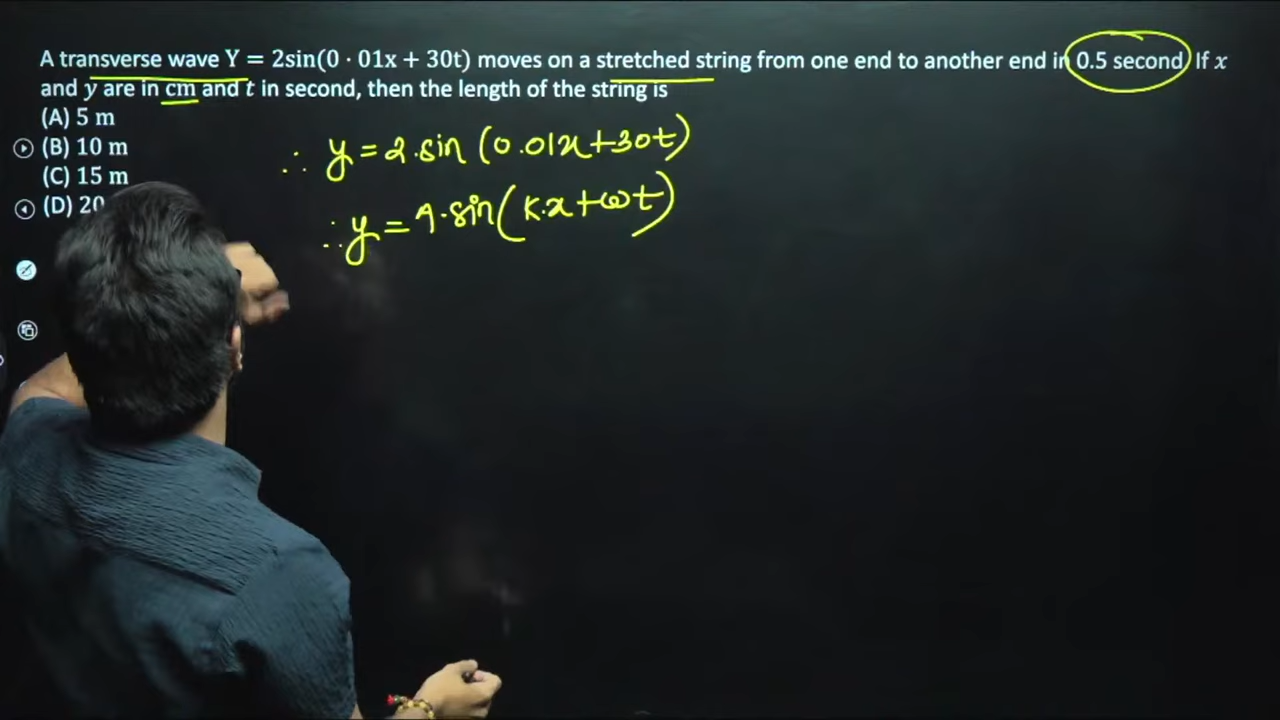 A transverse wave Y = 2sin(0 · 01x + 30t) moves on a stretched string from one end to another end in 0.5 second If x
and y are in cm and t in second, then the length of the string is
(A) 5 m
(B) 10 m
(C) 15 m
(D) 20
∴ y = 2.sin (0.01x+30t)
∴ y = A.sin(K.x+ωt)